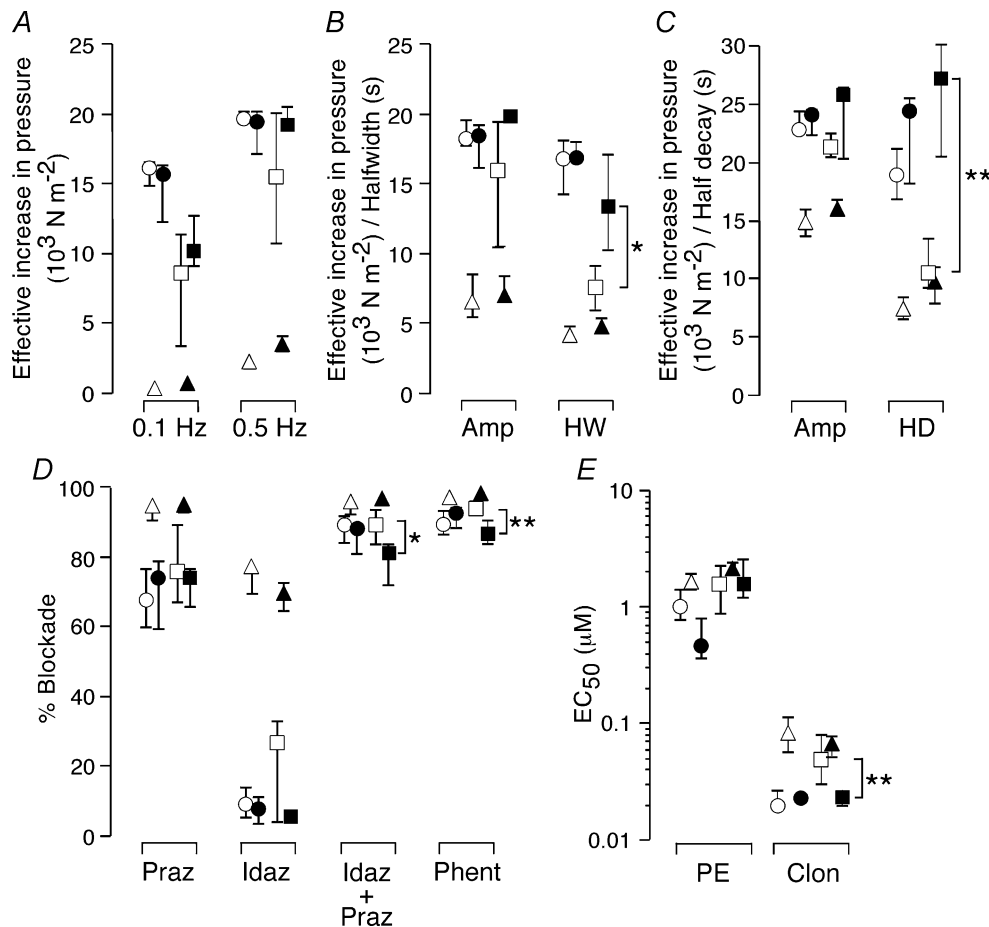 A
Effective increase in pressure
(10³ N m⁻²)
25
20
15
10
5
0
0.1 Hz
0.5 Hz
B
Effective increase in pressure
(10³ N m⁻²) / Halfwidth (s)
25
20
15
10
5
0
*
Amp
HW
C
Effective increase in pressure
(10³ N m⁻²) / Half decay (s)
30
25
20
15
10
5
0
**
Amp
HD
D
% Blockade
100
80
60
40
20
0
*
**
Praz
Idaz
Idaz
+
Praz
Phent
E
EC₅₀ (μM)
10
1
0.1
0.01
**
PE
Clon